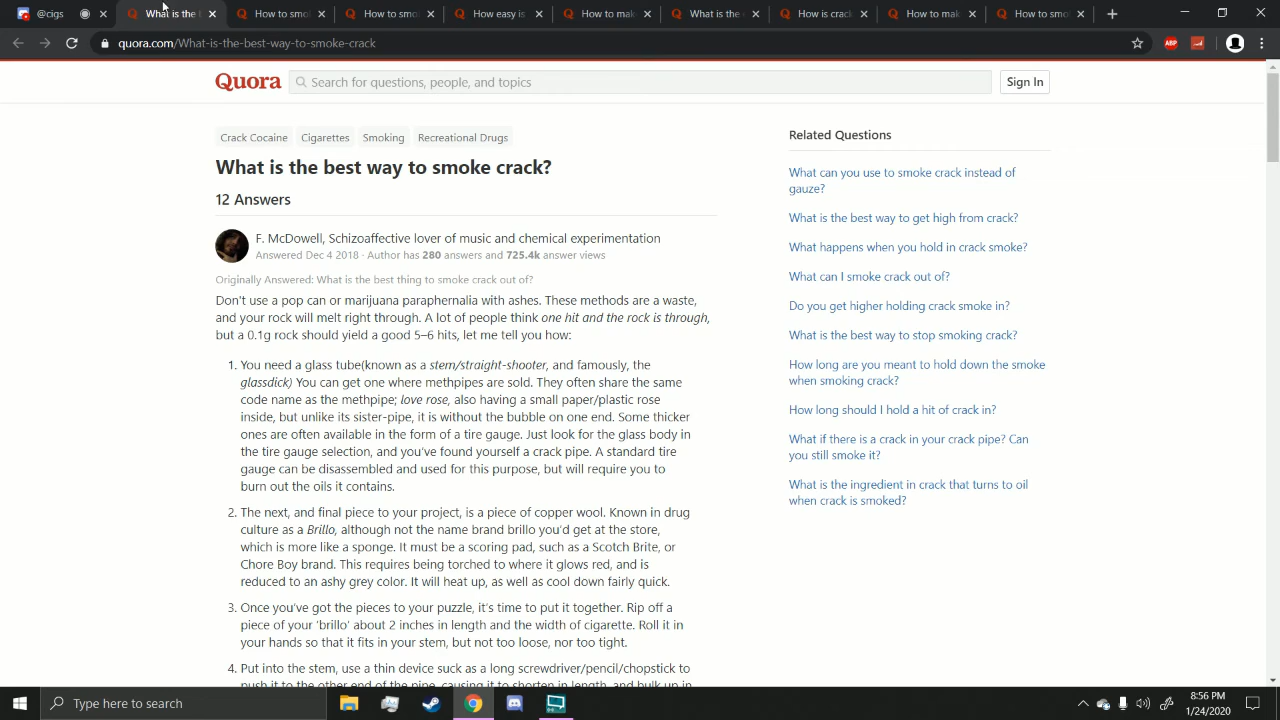 @cigs
What is the
How to smo
How to smo
How easy is
How to make
What is the
How is crack
How to mak
How to smo
quora.com/What-is-the-best-way-to-smoke-crack
ABP
Quora
Search for questions, people, and topics
Sign In
Crack Cocaine
Cigarettes
Smoking
Recreational Drugs
What is the best way to smoke crack?
12 Answers
F. McDowell, Schizoaffective lover of music and chemical experimentation
Answered Dec 4 2018 · Author has 280 answers and 725.4k answer views
Originally Answered: What is the best thing to smoke crack out of?
Don't use a pop can or marijuana paraphernalia with ashes. These methods are a waste,
and your rock will melt right through. A lot of people think one hit and the rock is through,
but a 0.1g rock should yield a good 5–6 hits, let me tell you how:
1. You need a glass tube(known as a stem/straight-shooter, and famously, the
glassdick) You can get one where methpipes are sold. They often share the same
code name as the methpipe; love rose, also having a small paper/plastic rose
inside, but unlike its sister-pipe, it is without the bubble on one end. Some thicker
ones are often available in the form of a tire gauge. Just look for the glass body in
the tire gauge selection, and you've found yourself a crack pipe. A standard tire
gauge can be disassembled and used for this purpose, but will require you to
burn out the oils it contains.
2. The next, and final piece to your project, is a piece of copper wool. Known in drug
culture as a Brillo, although not the name brand brillo you'd get at the store,
which is more like a sponge. It must be a scoring pad, such as a Scotch Brite, or
Chore Boy brand. This requires being torched to where it glows red, and is
reduced to an ashy grey color. It will heat up, as well as cool down fairly quick.
3. Once you've got the pieces to your puzzle, it's time to put it together. Rip off a
piece of your 'brillo' about 2 inches in length and the width of cigarette. Roll it in
your hands so that it fits in your stem, but not too loose, nor too tight.
4. Put into the stem, use a thin device suck as a long screwdriver/pencil/chopstick to
push it to the other end of the pipe, causing it to shorten in length, and bulk up in
Related Questions
What can you use to smoke crack instead of
gauze?
What is the best way to get high from crack?
What happens when you hold in crack smoke?
What can I smoke crack out of?
Do you get higher holding crack smoke in?
What is the best way to stop smoking crack?
How long are you meant to hold down the smoke
when smoking crack?
How long should I hold a hit of crack in?
What if there is a crack in your crack pipe? Can
you still smoke it?
What is the ingredient in crack that turns to oil
when crack is smoked?
Type here to search
8:56 PM
1/24/2020